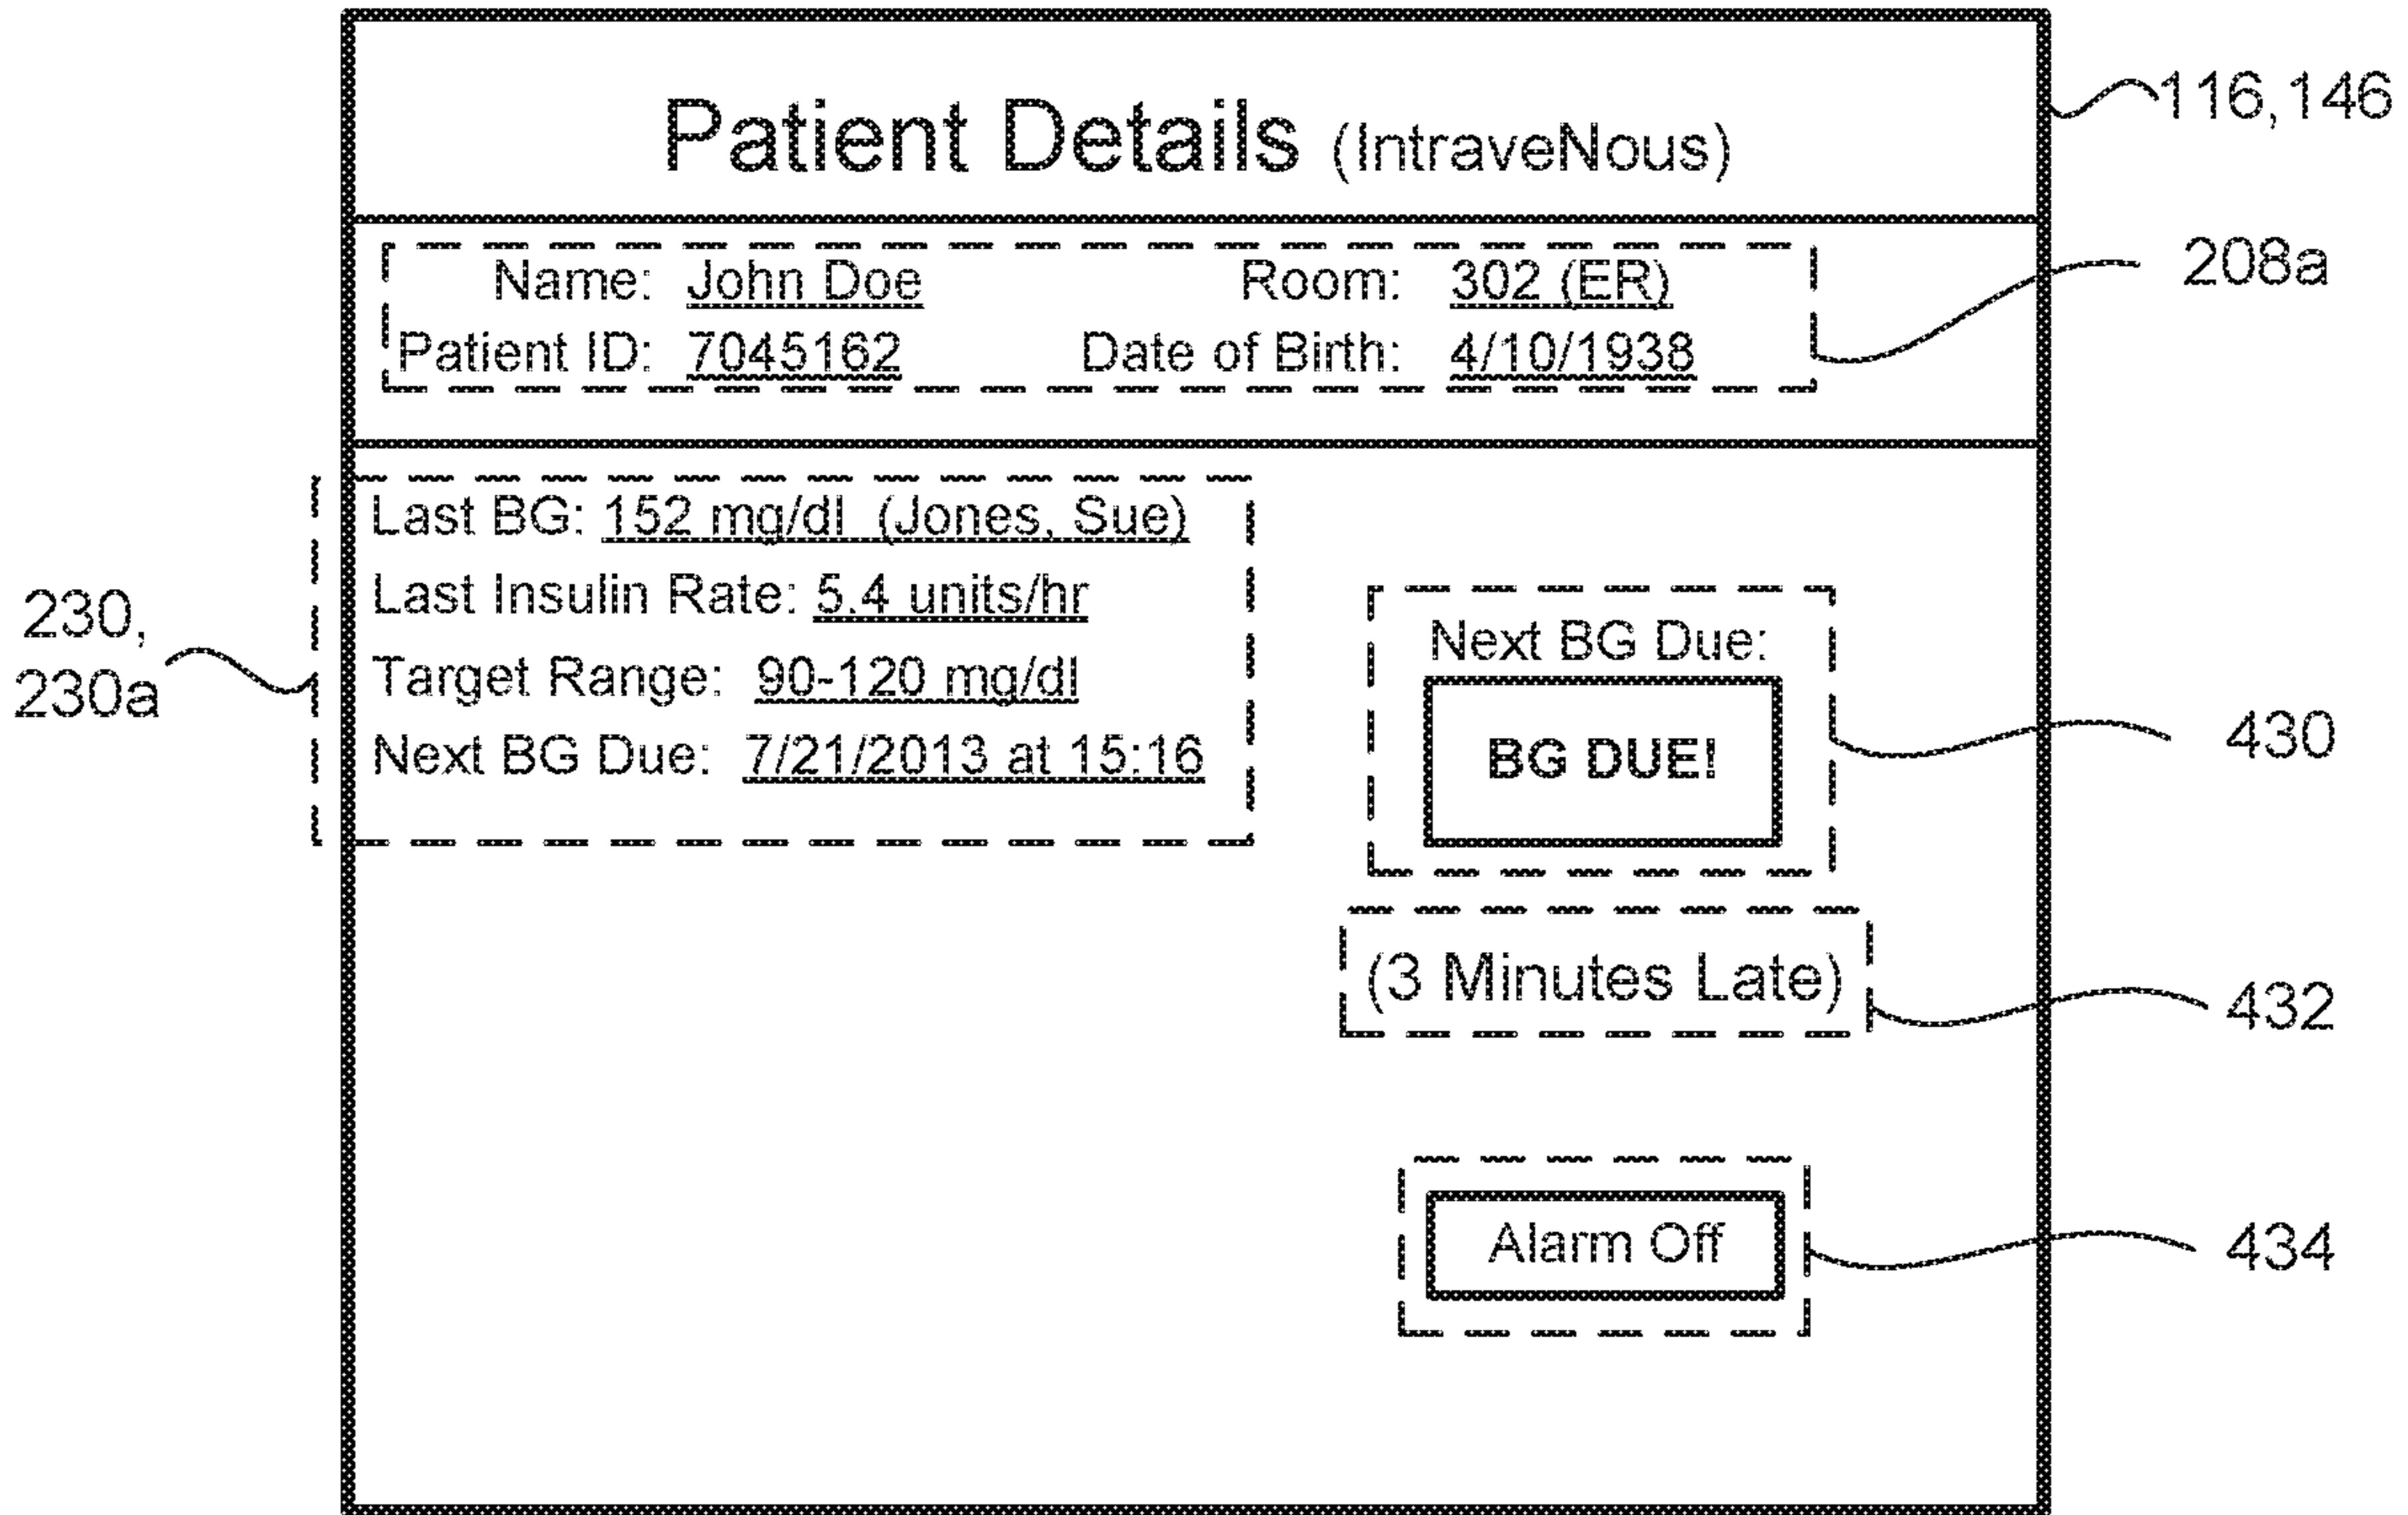 Patient Details (IntraveNous)
116,146
Name: John Doe Room: 302 (ER)
208a
Patient ID: 7045162 Date of Birth: 4/10/1938
Last BG: 152 mg/dl (Jones, Sue)
Last Insulin Rate: 5.4 units/hr
230,
230a
Target Range: 90-120 mg/dl
Next BG Due: 7/21/2013 at 15:16
Next BG Due:
BG DUE!
430
(3 Minutes Late)
432
Alarm Off
434